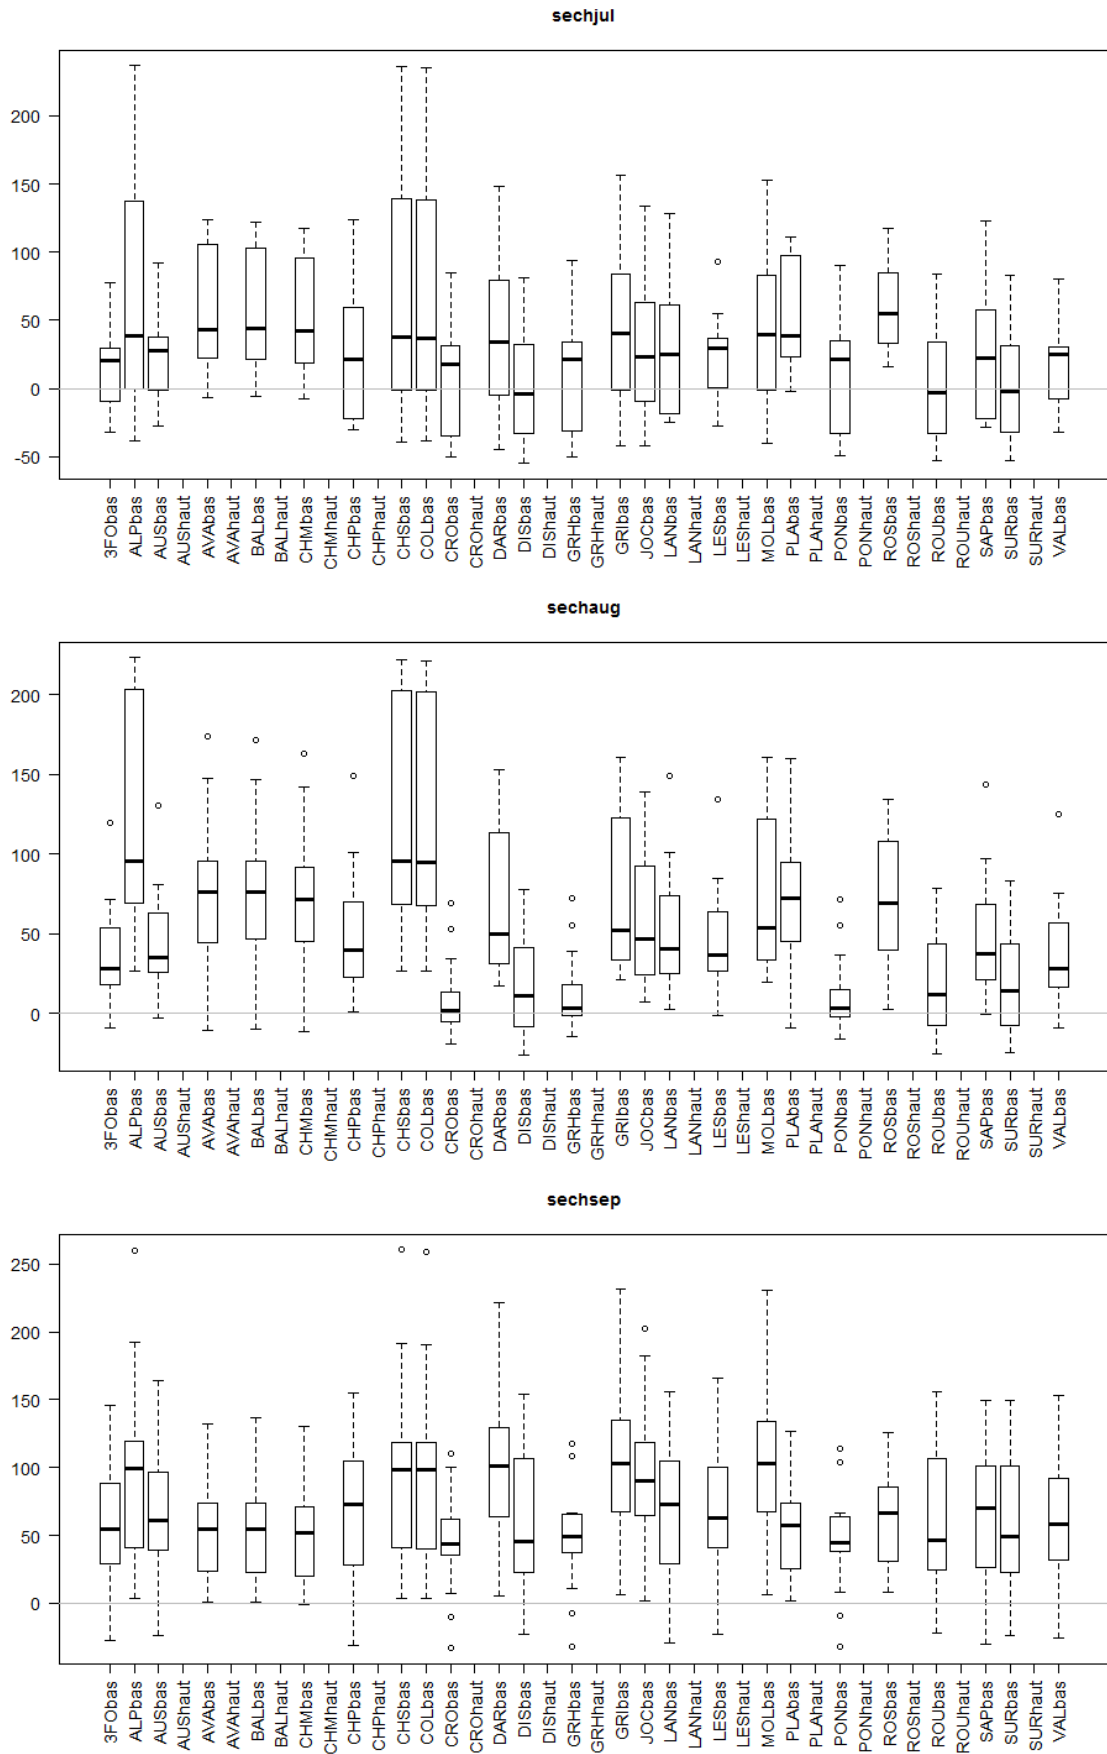 sechjul
200
150
100
50
0
-50
3FObas ALPbas AUSbas AUShaut AVAbas AVAhaut BALbas BALhaut CHMbas CHMhaut CHPbas CHPhaut CHSbas COLbas CRObas CROhaut DARbas DISbas DIShaut GRHbas GRHhaut GRIbas JOCbas LANbas LANhaut LESbas LEShaut MOLbas PLAbas PLAhaut PONbas PONhaut ROSbas ROShaut ROUbas ROUhaut SAPbas SURbas SURhaut VALbas
sechaug
200
150
100
50
0
3FObas ALPbas AUSbas AUShaut AVAbas AVAhaut BALbas BALhaut CHMbas CHMhaut CHPbas CHPhaut CHSbas COLbas CRObas CROhaut DARbas DISbas DIShaut GRHbas GRHhaut GRIbas JOCbas LANbas LANhaut LESbas LEShaut MOLbas PLAbas PLAhaut PONbas PONhaut ROSbas ROShaut ROUbas ROUhaut SAPbas SURbas SURhaut VALbas
sechsep
250
200
150
100
50
0
3FObas ALPbas AUSbas AUShaut AVAbas AVAhaut BALbas BALhaut CHMbas CHMhaut CHPbas CHPhaut CHSbas COLbas CRObas CROhaut DARbas DISbas DIShaut GRHbas GRHhaut GRIbas JOCbas LANbas LANhaut LESbas LEShaut MOLbas PLAbas PLAhaut PONbas PONhaut ROSbas ROShaut ROUbas ROUhaut SAPbas SURbas SURhaut VALbas